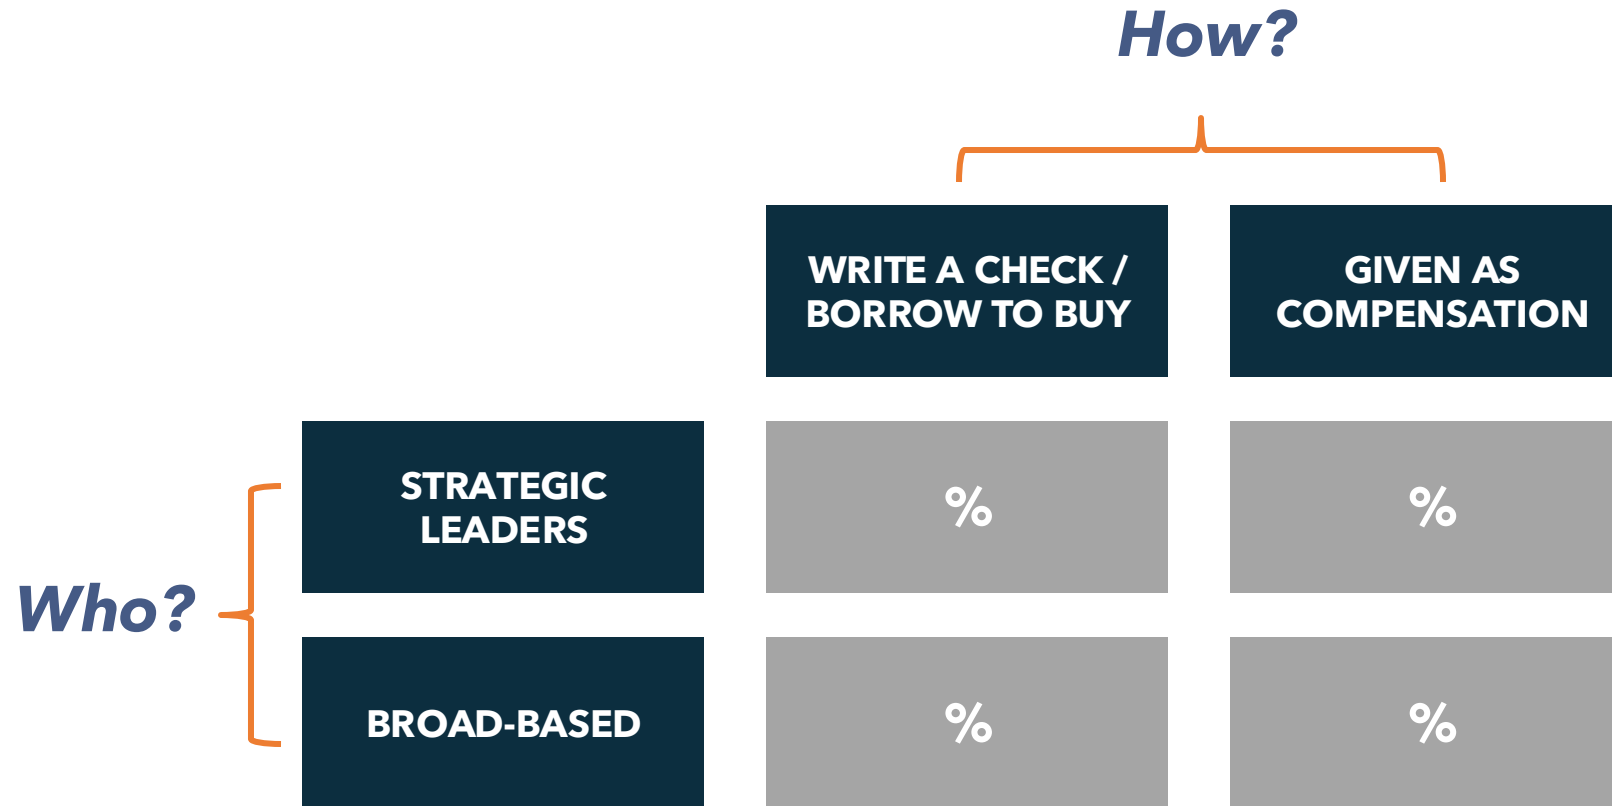 How?
WRITE A CHECK /
BORROW TO BUY
GIVEN AS
COMPENSATION
Who?
STRATEGIC
LEADERS
%
%
BROAD-BASED
%
%